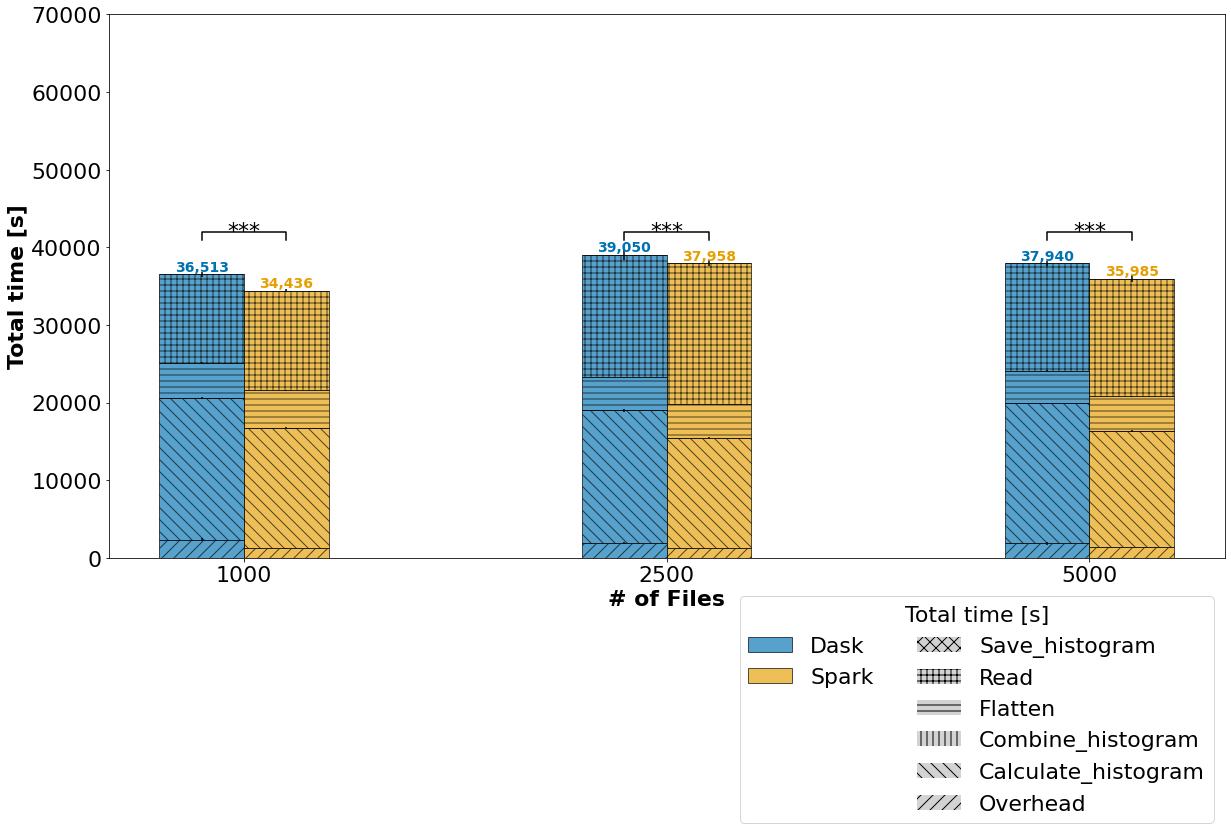 Total time [s]
70000
60000
50000
40000
30000
20000
10000
0
***
***
***
36,513
34,436
39,050
37,958
37,940
35,985
1000
2500
5000
# of Files
Total time [s]
Dask
Spark
Save_histogram
Read
Flatten
Combine_histogram
Calculate_histogram
Overhead